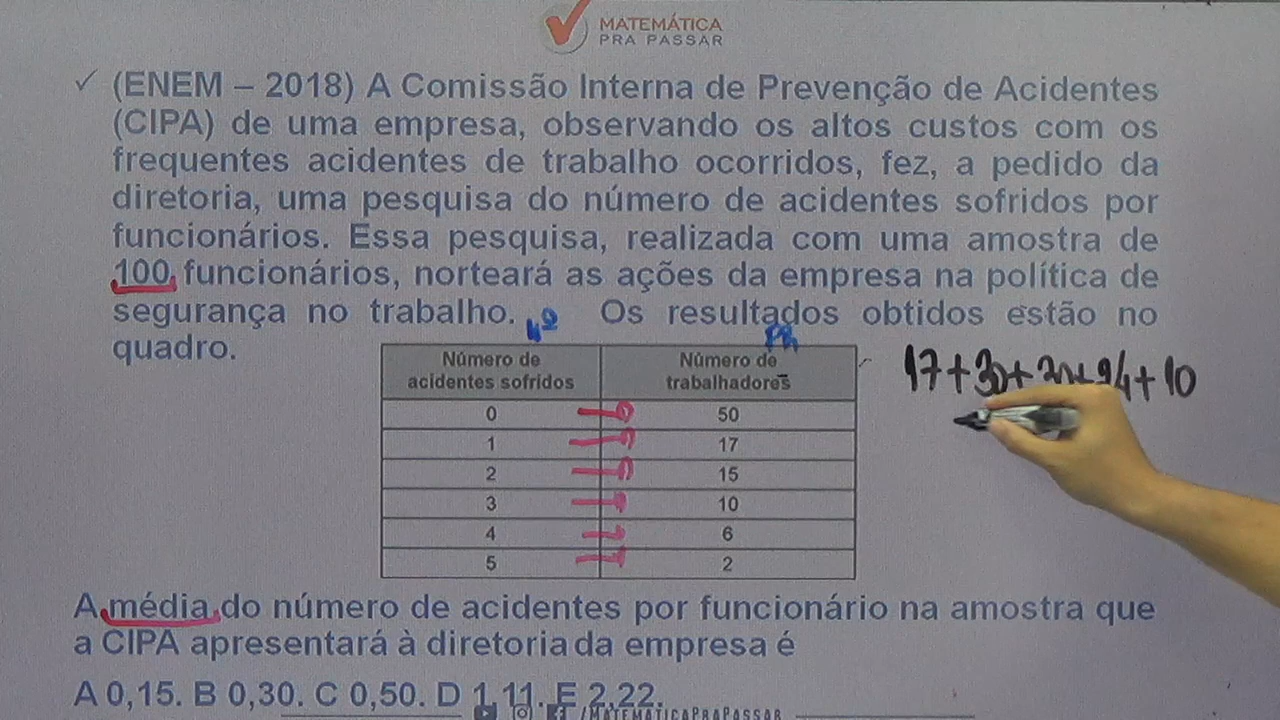 MATEMÁTICA
PRA PASSAR
✓ (ENEM – 2018) A Comissão Interna de Prevenção de Acidentes
(CIPA) de uma empresa, observando os altos custos com os
frequentes acidentes de trabalho ocorridos, fez, a pedido da
diretoria, uma pesquisa do número de acidentes sofridos por
funcionários. Essa pesquisa, realizada com uma amostra de
100 funcionários, norteará as ações da empresa na política de
segurança no trabalho. Os resultados obtidos estão no
quadro.
Número de acidentes sofridos Número de trabalhadores
0 50
1 17
2 15
3 10
4 6
5 2
17+30+30+24+10
A média do número de acidentes por funcionário na amostra que
a CIPA apresentará à diretoria da empresa é
A 0,15. B 0,30. C 0,50. D 1,11. E 2,22.
/MATEMATICAPRAPASSAR